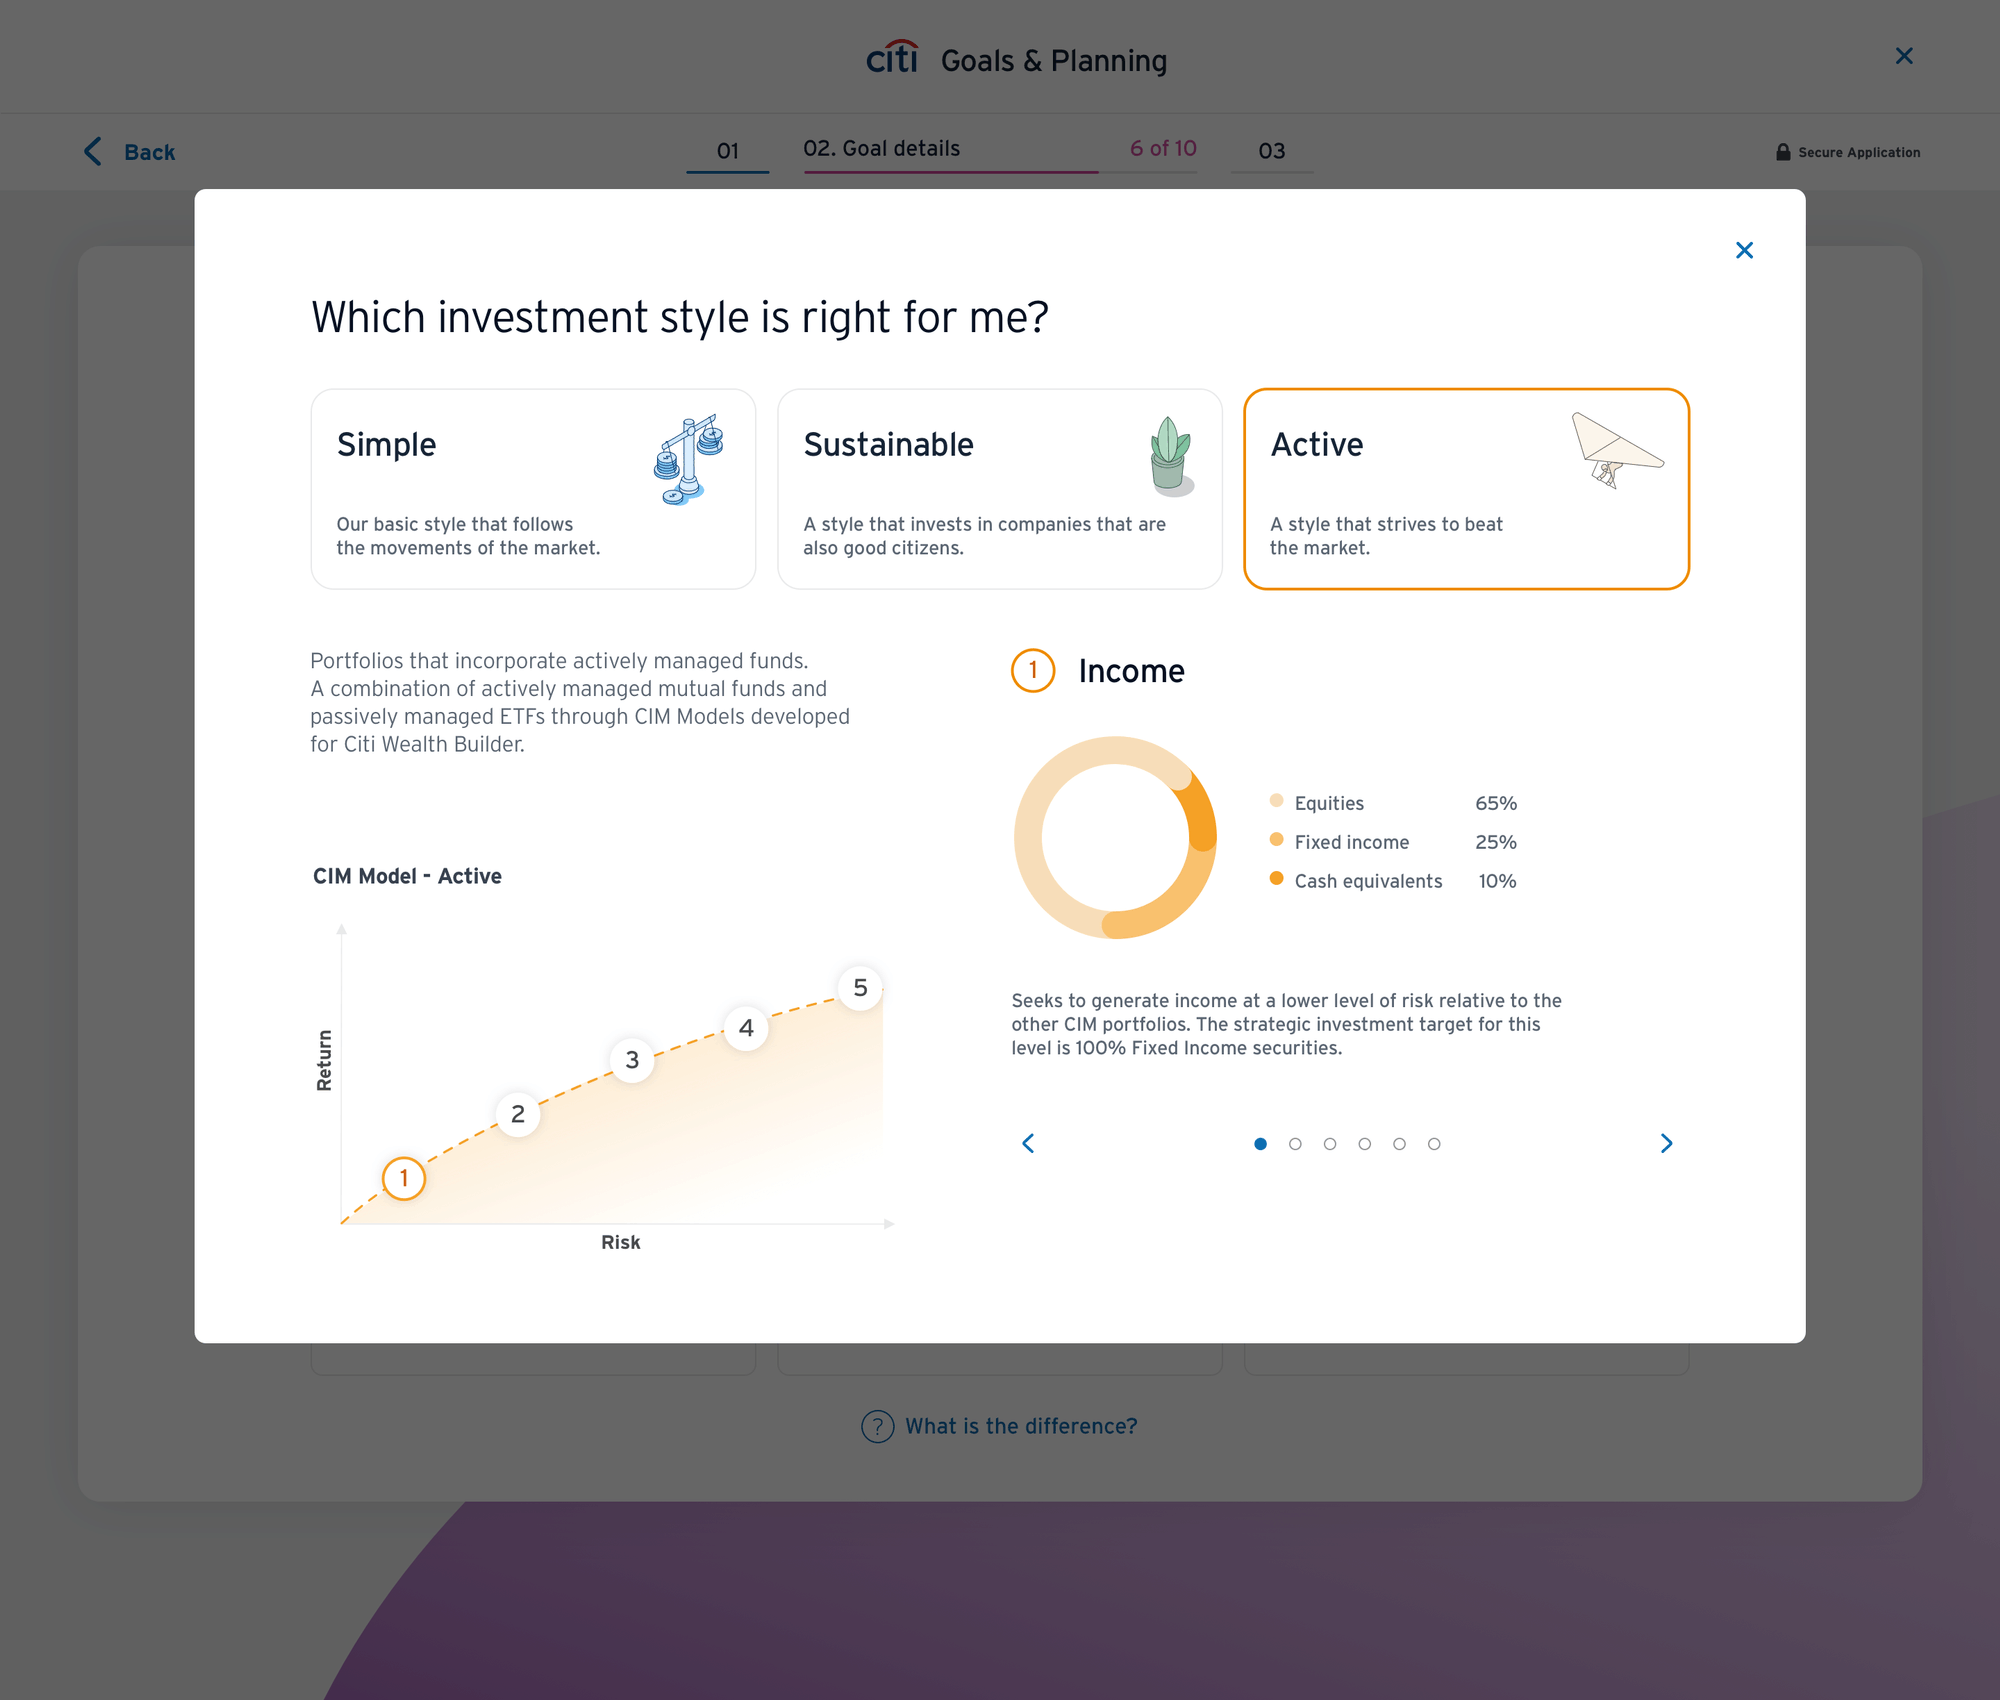 citi Goals & Planning
Back
01
02. Goal details
6 of 10
03
Secure Application
Which investment style is right for me?
Simple
Our basic style that follows
the movements of the market.
Sustainable
A style that invests in companies that are
also good citizens.
Active
A style that strives to beat
the market.
Portfolios that incorporate actively managed funds.
A combination of actively managed mutual funds and
passively managed ETFs through CIM Models developed
for Citi Wealth Builder.
CIM Model - Active
Return
1
2
3
4
5
Risk
1 Income
Equities 65%
Fixed income 25%
Cash equivalents 10%
Seeks to generate income at a lower level of risk relative to the
other CIM portfolios. The strategic investment target for this
level is 100% Fixed Income securities.
? What is the difference?